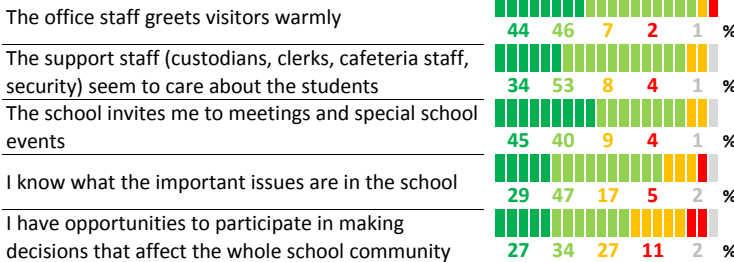 The office staff greets visitors warmly
44 46 7 2 1 %
The support staff (custodians, clerks, cafeteria staff,
security) seem to care about the students
34 53 8 4 1 %
The school invites me to meetings and special school
events
45 40 9 4 1 %
I know what the important issues are in the school
29 47 17 5 2 %
I have opportunities to participate in making
decisions that affect the whole school community
27 34 27 11 2 %